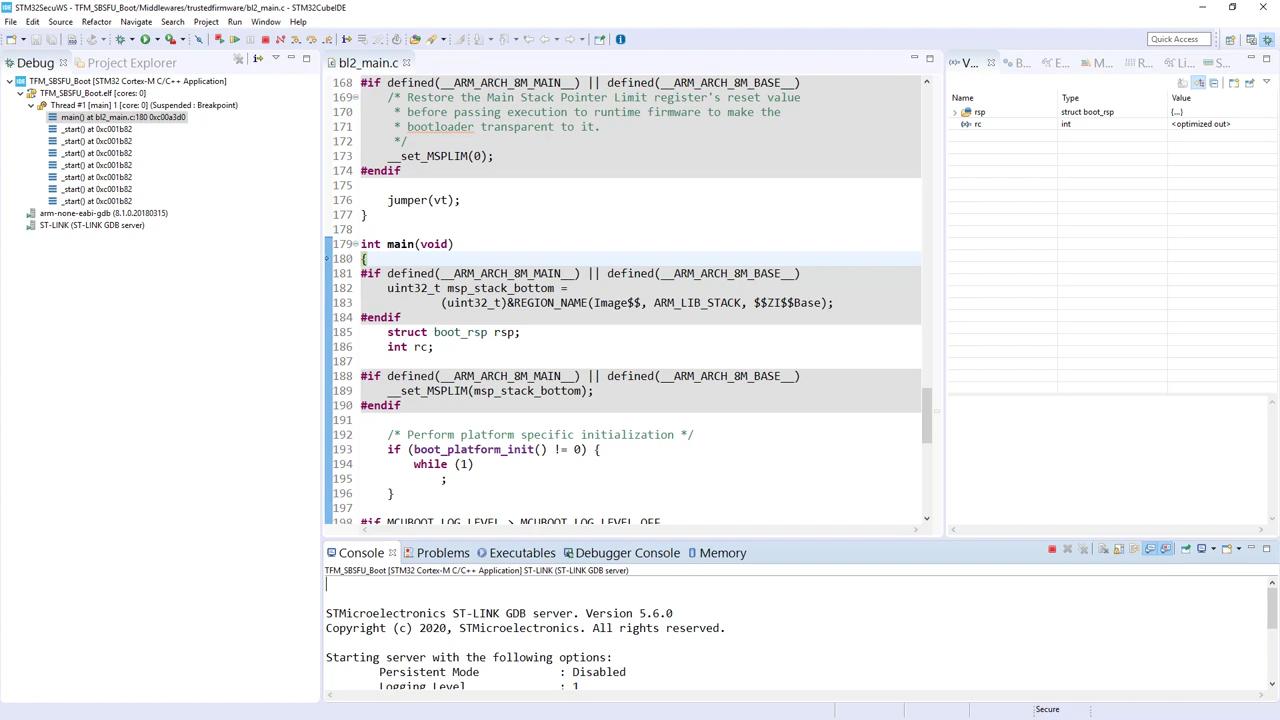 IDE STM32SecuWS - TFM_SBSFU_Boot/Middlewares/trustedfirmware/bl2_main.c - STM32CubeIDE
File Edit Source Refactor Navigate Search Project Run Window Help
Quick Access
Debug Project Explorer
TFM_SBSFU_Boot [STM32 Cortex-M C/C++ Application]
TFM_SBSFU_Boot.elf [cores: 0]
Thread #1 [main] 1 [core: 0] (Suspended : Breakpoint)
main() at bl2_main.c:180 0xc00a3d0
_start() at 0xc001b82
_start() at 0xc001b82
_start() at 0xc001b82
_start() at 0xc001b82
_start() at 0xc001b82
_start() at 0xc001b82
_start() at 0xc001b82
arm-none-eabi-gdb (8.1.0.20180315)
ST-LINK (ST-LINK GDB server)
bl2_main.c
168 #if defined(__ARM_ARCH_8M_MAIN__) || defined(__ARM_ARCH_8M_BASE__)
169 /* Restore the Main Stack Pointer Limit register's reset value
170 * before passing execution to runtime firmware to make the
171 * bootloader transparent to it.
172 */
173 __set_MSPLIM(0);
174 #endif
175
176 jumper(vt);
177 }
178
179 int main(void)
180 {
181 #if defined(__ARM_ARCH_8M_MAIN__) || defined(__ARM_ARCH_8M_BASE__)
182 uint32_t msp_stack_bottom =
183 (uint32_t)&REGION_NAME(Image$$, ARM_LIB_STACK, $$ZI$$Base);
184 #endif
185 struct boot_rsp rsp;
186 int rc;
187
188 #if defined(__ARM_ARCH_8M_MAIN__) || defined(__ARM_ARCH_8M_BASE__)
189 __set_MSPLIM(msp_stack_bottom);
190 #endif
191
192 /* Perform platform specific initialization */
193 if (boot_platform_init() != 0) {
194 while (1)
195 ;
196 }
197
198 #if MCUBOOT_LOG_LEVEL > MCUBOOT_LOG_LEVEL_OFF
V... B... E... M... R... Li... S...
Name Type Value
rsp struct boot_rsp {...}
rc int <optimized out>
Console Problems Executables Debugger Console Memory
TFM_SBSFU_Boot [STM32 Cortex-M C/C++ Application] ST-LINK (ST-LINK GDB server)
STMicroelectronics ST-LINK GDB server. Version 5.6.0
Copyright (c) 2020, STMicroelectronics. All rights reserved.
Starting server with the following options:
Persistent Mode : Disabled
Logging Level : 1
Secure